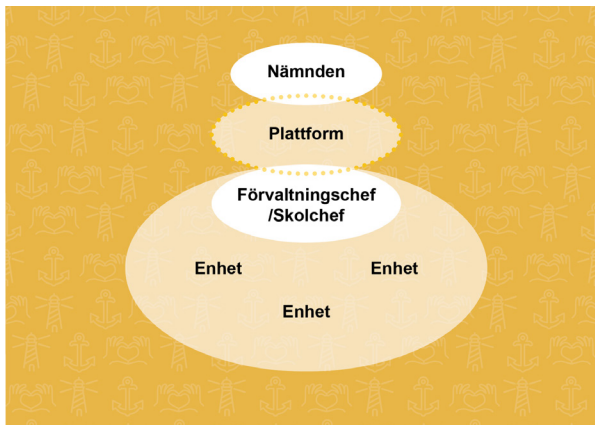 Nämnden
Plattform
Förvaltningschef
/Skolchef
Enhet
Enhet
Enhet